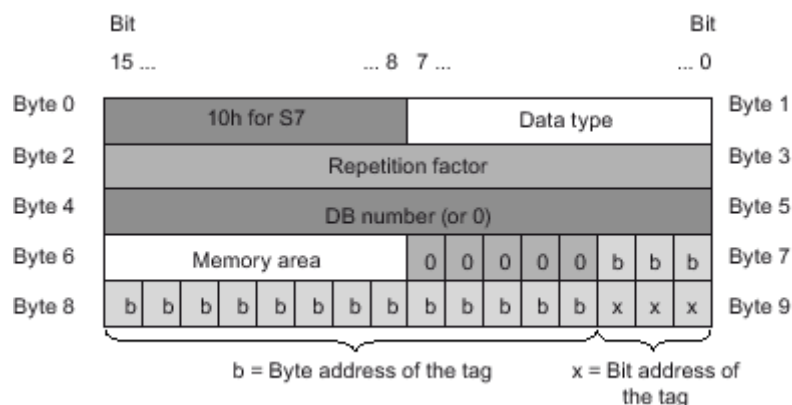 Bit Bit
15 ... ... 8 7 ... ... 0
Byte 0 10h for S7 Data type Byte 1
Byte 2 Repetition factor Byte 3
Byte 4 DB number (or 0) Byte 5
Byte 6 Memory area 0 0 0 0 0 b b b Byte 7
Byte 8 b b b b b b b b b b b b b x x x Byte 9
b = Byte address of the tag x = Bit address of
the tag